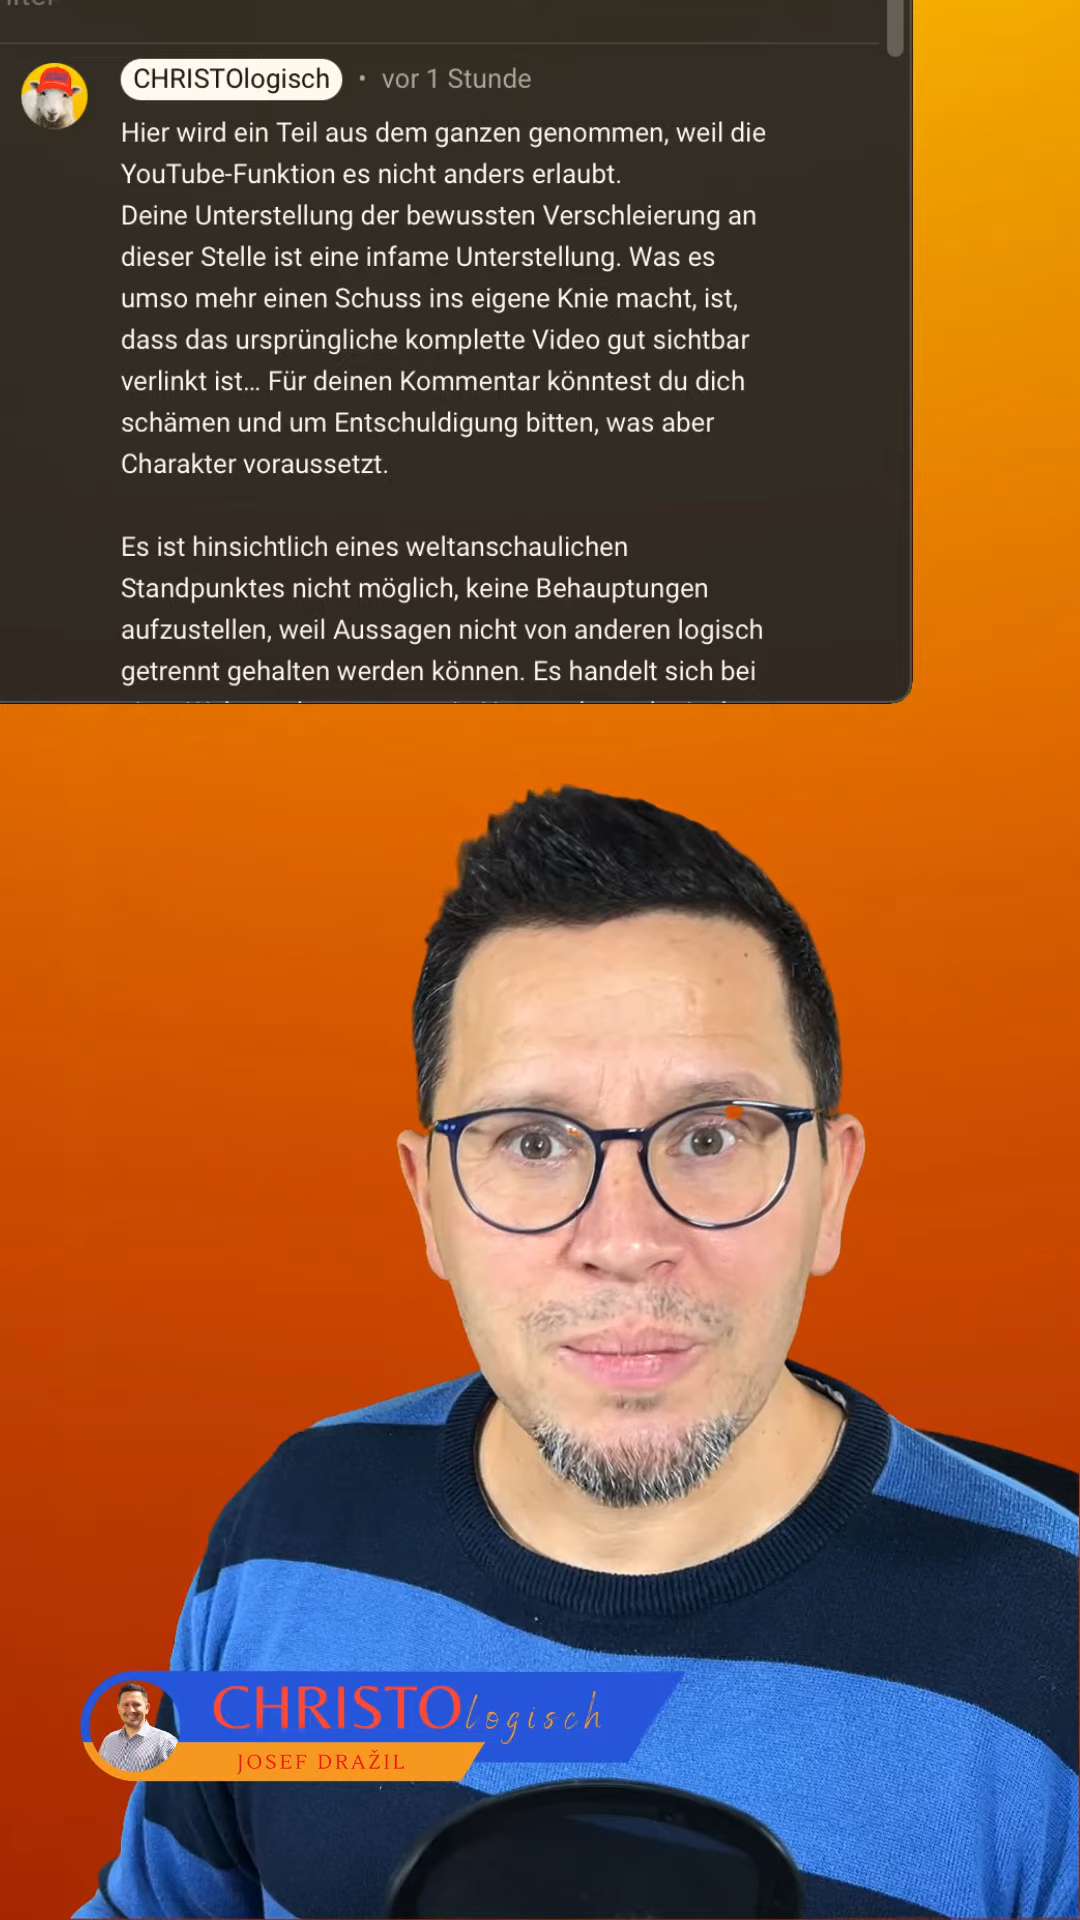 CHRISTOlogisch • vor 1 Stunde
Hier wird ein Teil aus dem ganzen genommen, weil die
YouTube-Funktion es nicht anders erlaubt.
Deine Unterstellung der bewussten Verschleierung an
dieser Stelle ist eine infame Unterstellung. Was es
umso mehr einen Schuss ins eigene Knie macht, ist,
dass das ursprüngliche komplette Video gut sichtbar
verlinkt ist… Für deinen Kommentar könntest du dich
schämen und um Entschuldigung bitten, was aber
Charakter voraussetzt.
Es ist hinsichtlich eines weltanschaulichen
Standpunktes nicht möglich, keine Behauptungen
aufzustellen, weil Aussagen nicht von anderen logisch
getrennt gehalten werden können. Es handelt sich bei
CHRISTOlogisch
JOSEF DRAŽIL